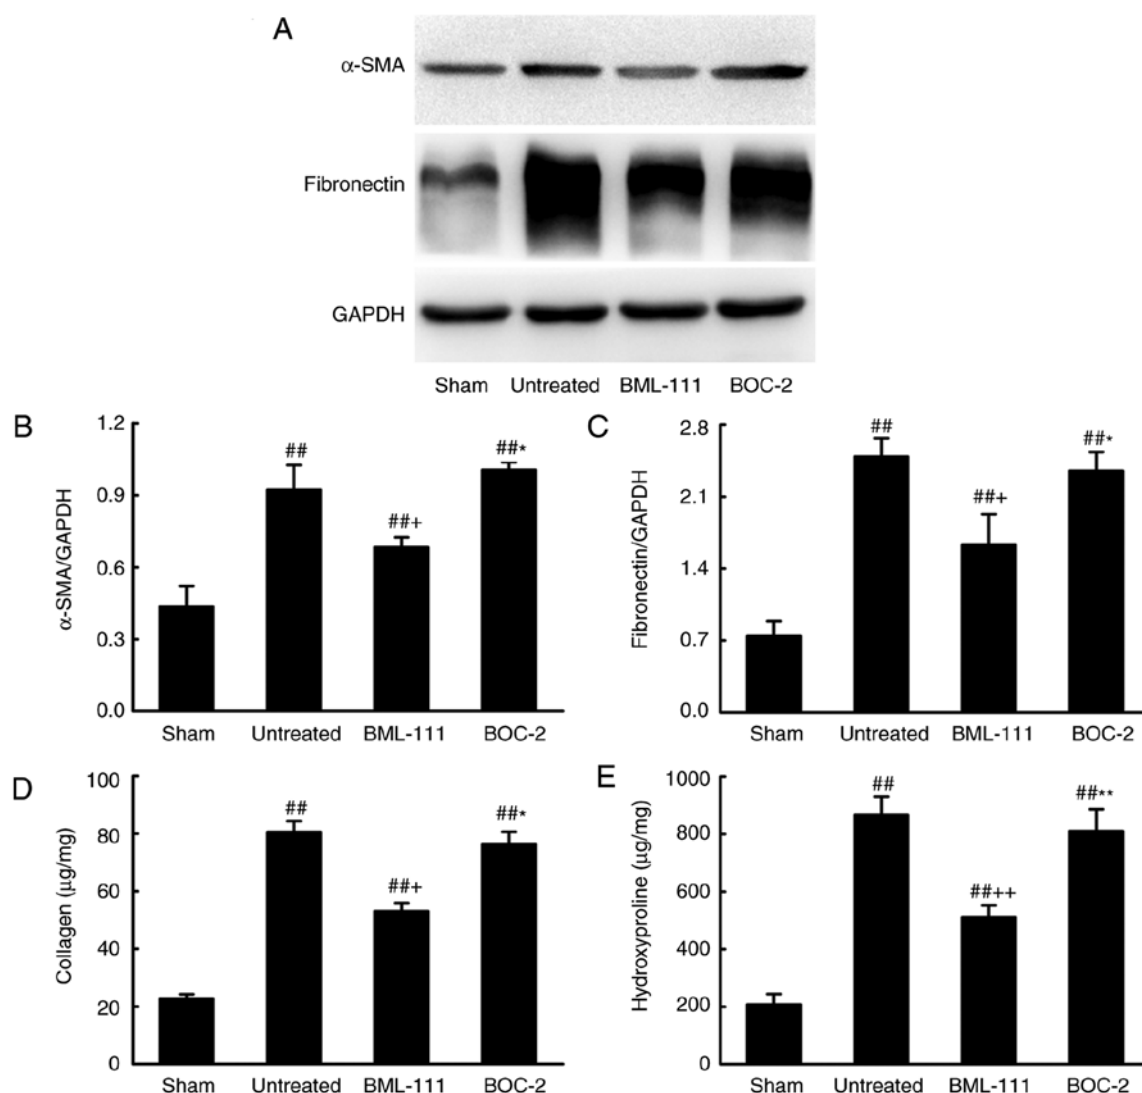 A
α-SMA
Fibronectin
GAPDH
Sham Untreated BML-111 BOC-2
B
α-SMA/GAPDH
1.2
0.9
0.6
0.3
0.0
##
##+
##*
Sham Untreated BML-111 BOC-2
C
Fibronectin/GAPDH
2.8
2.1
1.4
0.7
0.0
##
##+
##*
Sham Untreated BML-111 BOC-2
D
Collagen (μg/mg)
100
80
60
40
20
0
##
##+
##*
Sham Untreated BML-111 BOC-2
E
Hydroxyproline (μg/mg)
1000
800
600
400
200
0
##
##++
##**
Sham Untreated BML-111 BOC-2